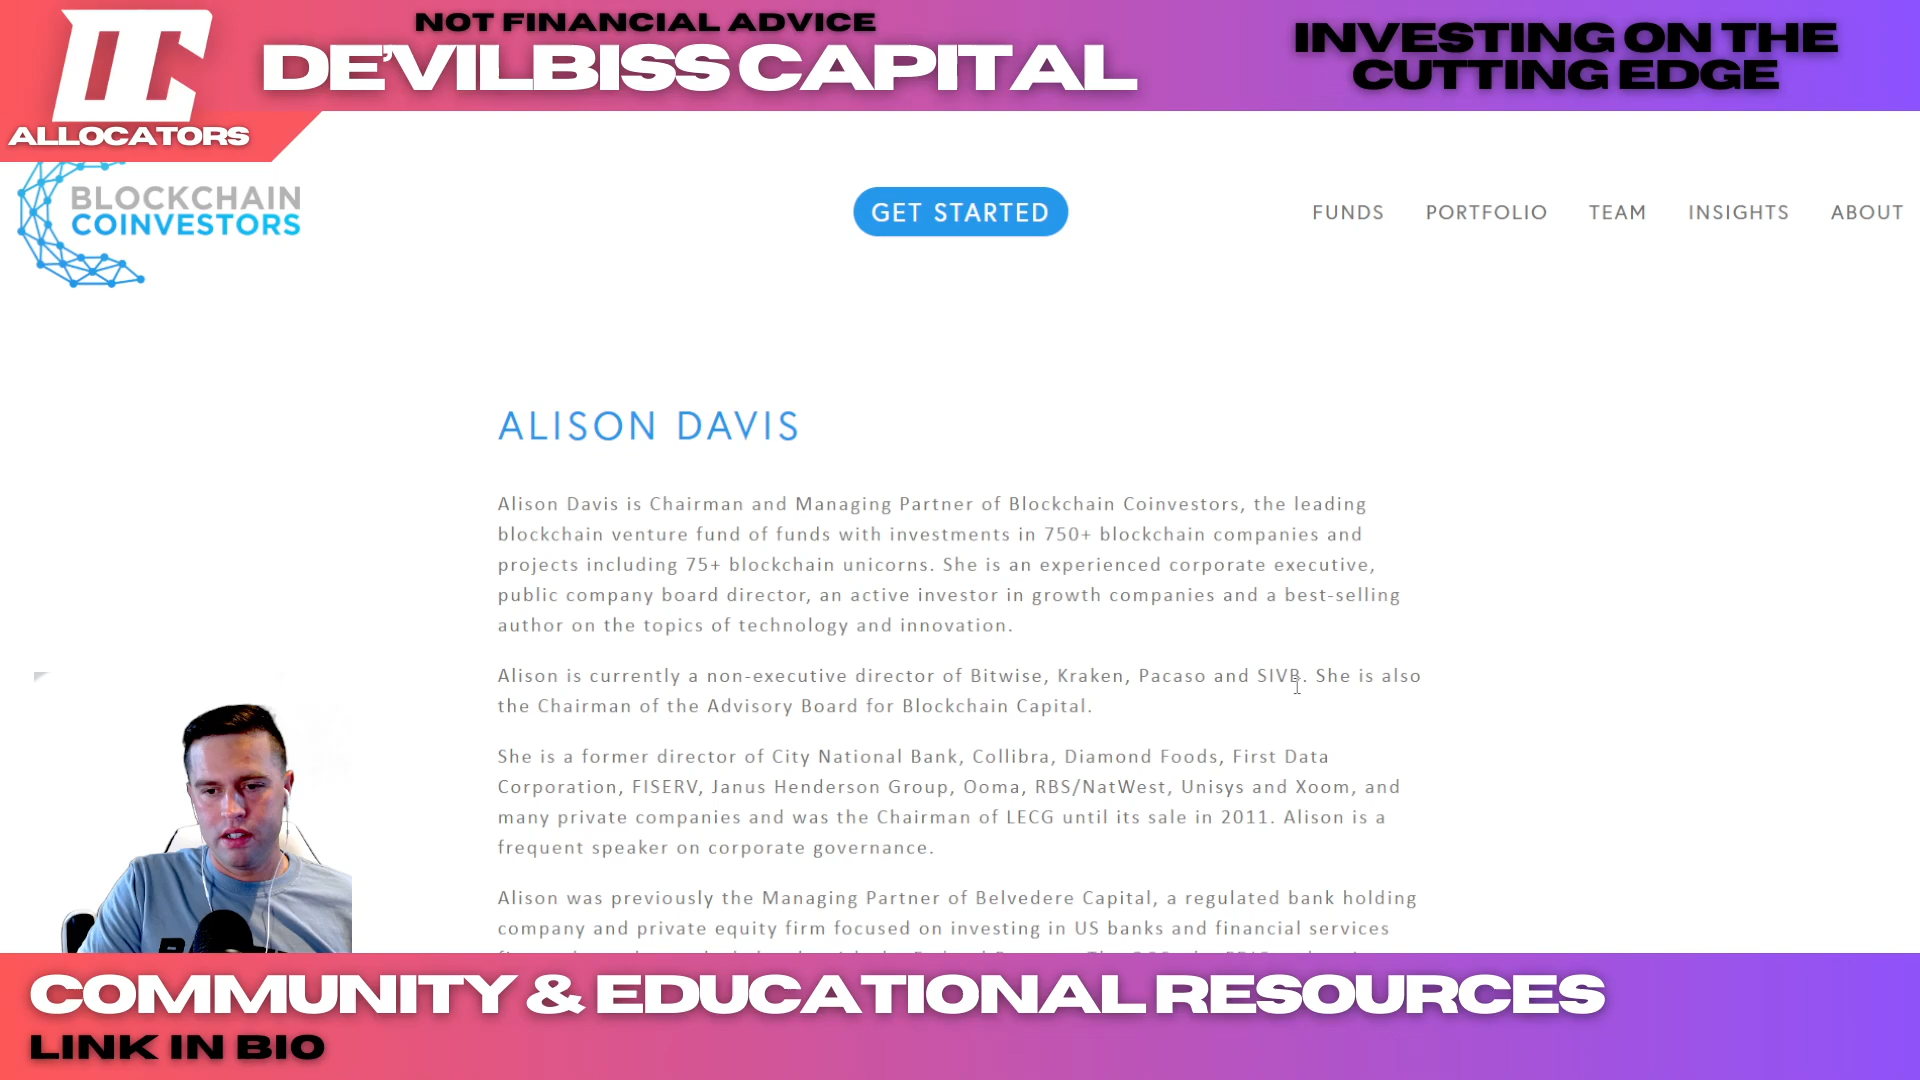 NOT FINANCIAL ADVICE
DE'VILBISS CAPITAL
INVESTING ON THE
CUTTING EDGE
ALLOCATORS
BLOCKCHAIN
COINVESTORS
GET STARTED
FUNDS PORTFOLIO TEAM INSIGHTS ABOUT
ALISON DAVIS
Alison Davis is Chairman and Managing Partner of Blockchain Coinvestors, the leading
blockchain venture fund of funds with investments in 750+ blockchain companies and
projects including 75+ blockchain unicorns. She is an experienced corporate executive,
public company board director, an active investor in growth companies and a best-selling
author on the topics of technology and innovation.
Alison is currently a non-executive director of Bitwise, Kraken, Pacaso and SIVB. She is also
the Chairman of the Advisory Board for Blockchain Capital.
She is a former director of City National Bank, Collibra, Diamond Foods, First Data
Corporation, FISERV, Janus Henderson Group, Ooma, RBS/NatWest, Unisys and Xoom, and
many private companies and was the Chairman of LECG until its sale in 2011. Alison is a
frequent speaker on corporate governance.
Alison was previously the Managing Partner of Belvedere Capital, a regulated bank holding
company and private equity firm focused on investing in US banks and financial services
COMMUNITY & EDUCATIONAL RESOURCES
LINK IN BIO